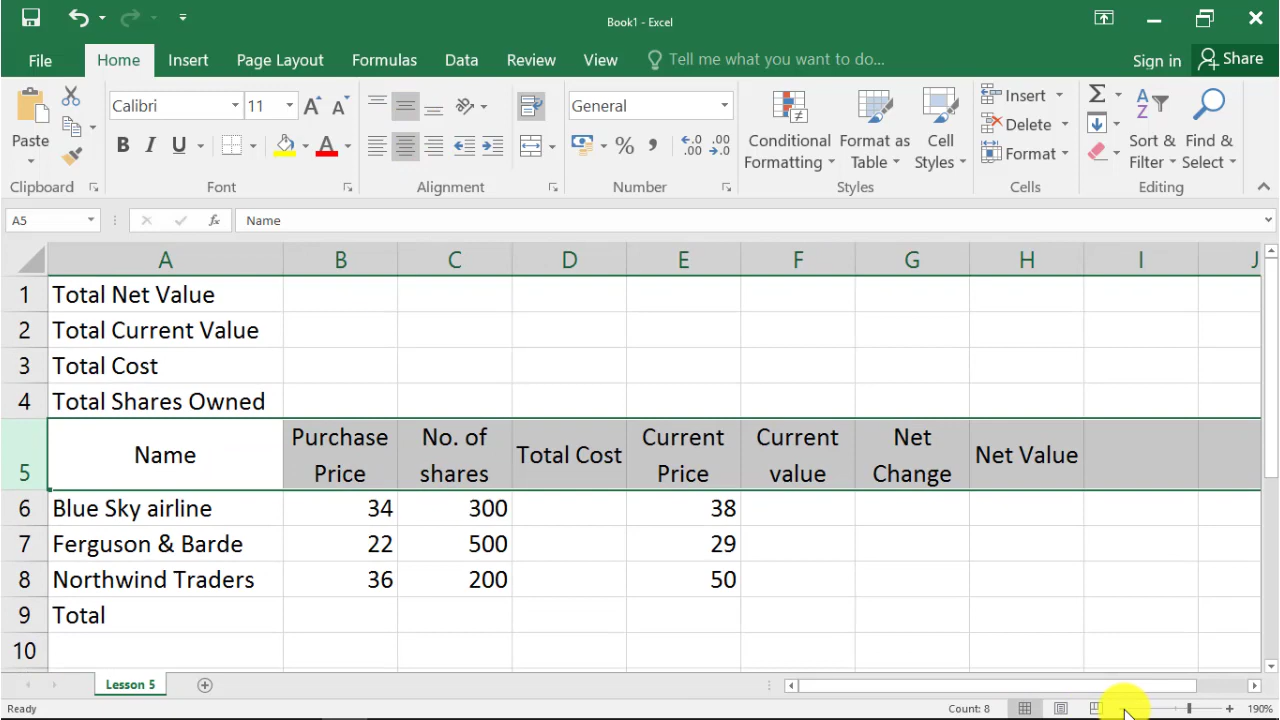 Book1 - Excel
File Home Insert Page Layout Formulas Data Review View Tell me what you want to do... Sign in Share
Calibri 11 General
Paste
B I U A % ,
Conditional Formatting
Format as Table
Cell Styles
Insert
Delete
Format
Sort & Filter
Find & Select
Clipboard Font Alignment Number Styles Cells Editing
A5 fx Name
A B C D E F G H I J
1 Total Net Value
2 Total Current Value
3 Total Cost
4 Total Shares Owned
5 Name Purchase Price No. of shares Total Cost Current Price Current value Net Change Net Value
6 Blue Sky airline 34 300 38
7 Ferguson & Barde 22 500 29
8 Northwind Traders 36 200 50
9 Total
10
Lesson 5
Ready Count: 8 190%